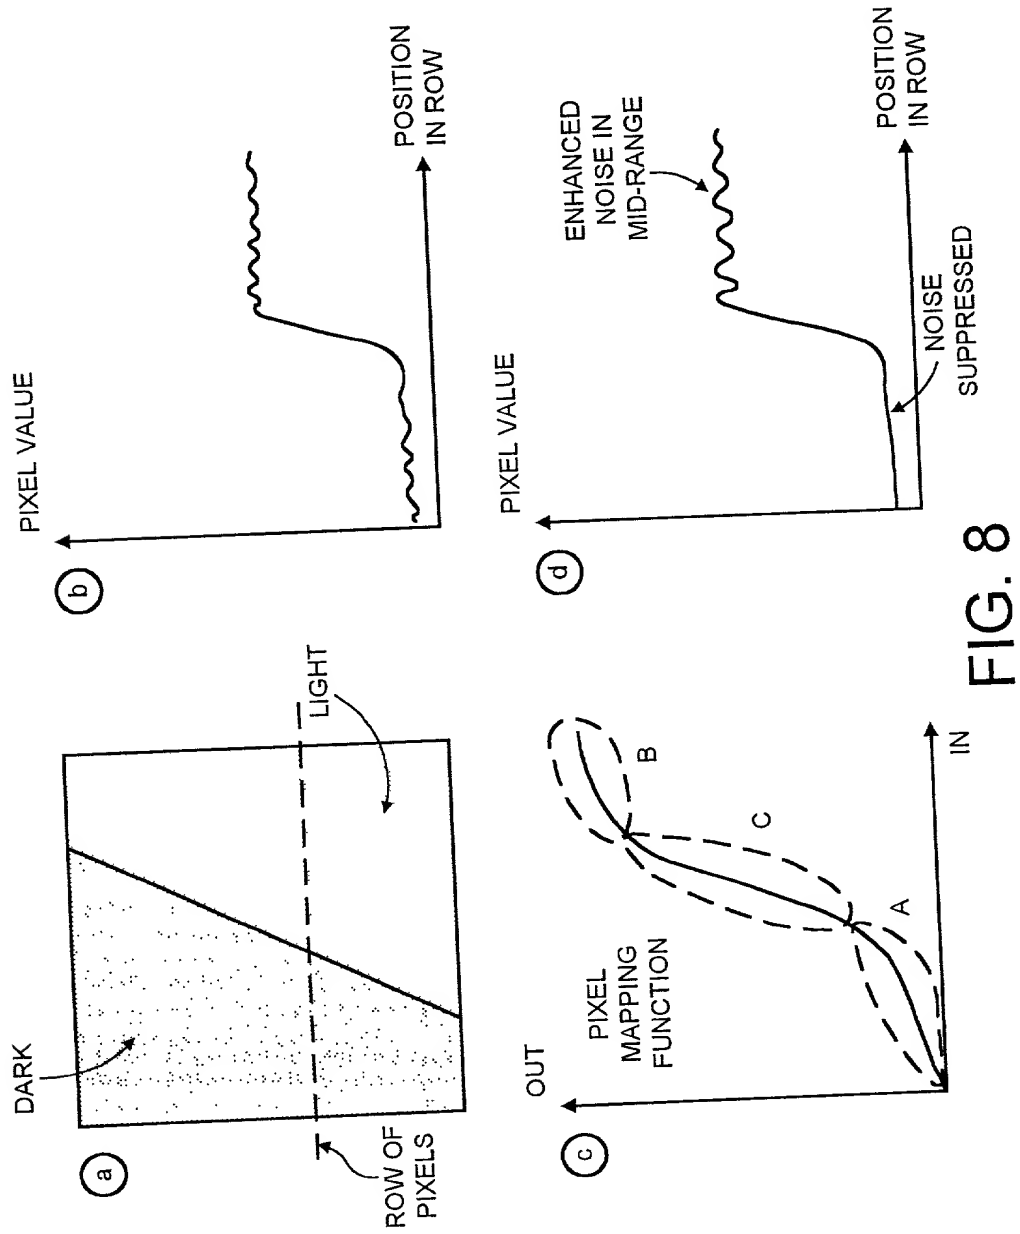 a
DARK
ROW OF
PIXELS
LIGHT
b
PIXEL VALUE
POSITION
IN ROW
c
OUT
PIXEL
MAPPING
FUNCTION
A
C
B
IN
d
PIXEL VALUE
ENHANCED
NOISE IN
MID-RANGE
NOISE
SUPPRESSED
POSITION
IN ROW
FIG. 8